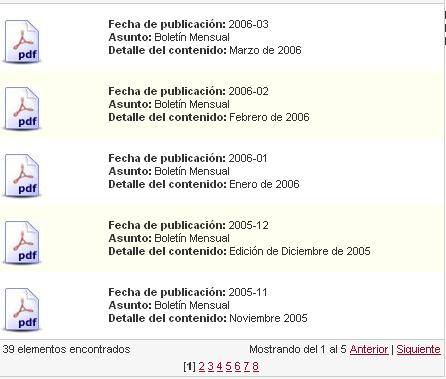 pdf
Fecha de publicación: 2006-03
Asunto: Boletín Mensual
Detalle del contenido: Marzo de 2006
pdf
Fecha de publicación: 2006-02
Asunto: Boletín Mensual
Detalle del contenido: Febrero de 2006
pdf
Fecha de publicación: 2006-01
Asunto: Boletín Mensual
Detalle del contenido: Enero de 2006
pdf
Fecha de publicación: 2005-12
Asunto: Boletín Mensual
Detalle del contenido: Edición de Diciembre de 2005
pdf
Fecha de publicación: 2005-11
Asunto: Boletín Mensual
Detalle del contenido: Noviembre 2005
39 elementos encontrados Mostrando del 1 al 5 Anterior | Siguiente
[1] 2 3 4 5 6 7 8